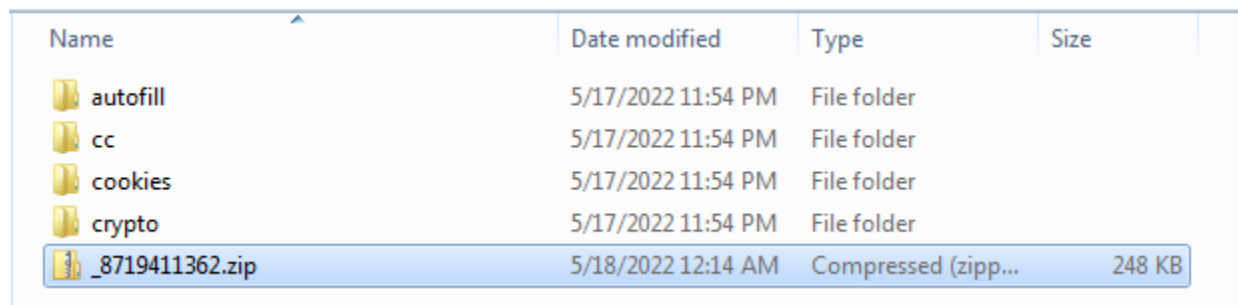 Name Date modified Type Size
autofill 5/17/2022 11:54 PM File folder
cc 5/17/2022 11:54 PM File folder
cookies 5/17/2022 11:54 PM File folder
crypto 5/17/2022 11:54 PM File folder
_8719411362.zip 5/18/2022 12:14 AM Compressed (zipp... 248 KB